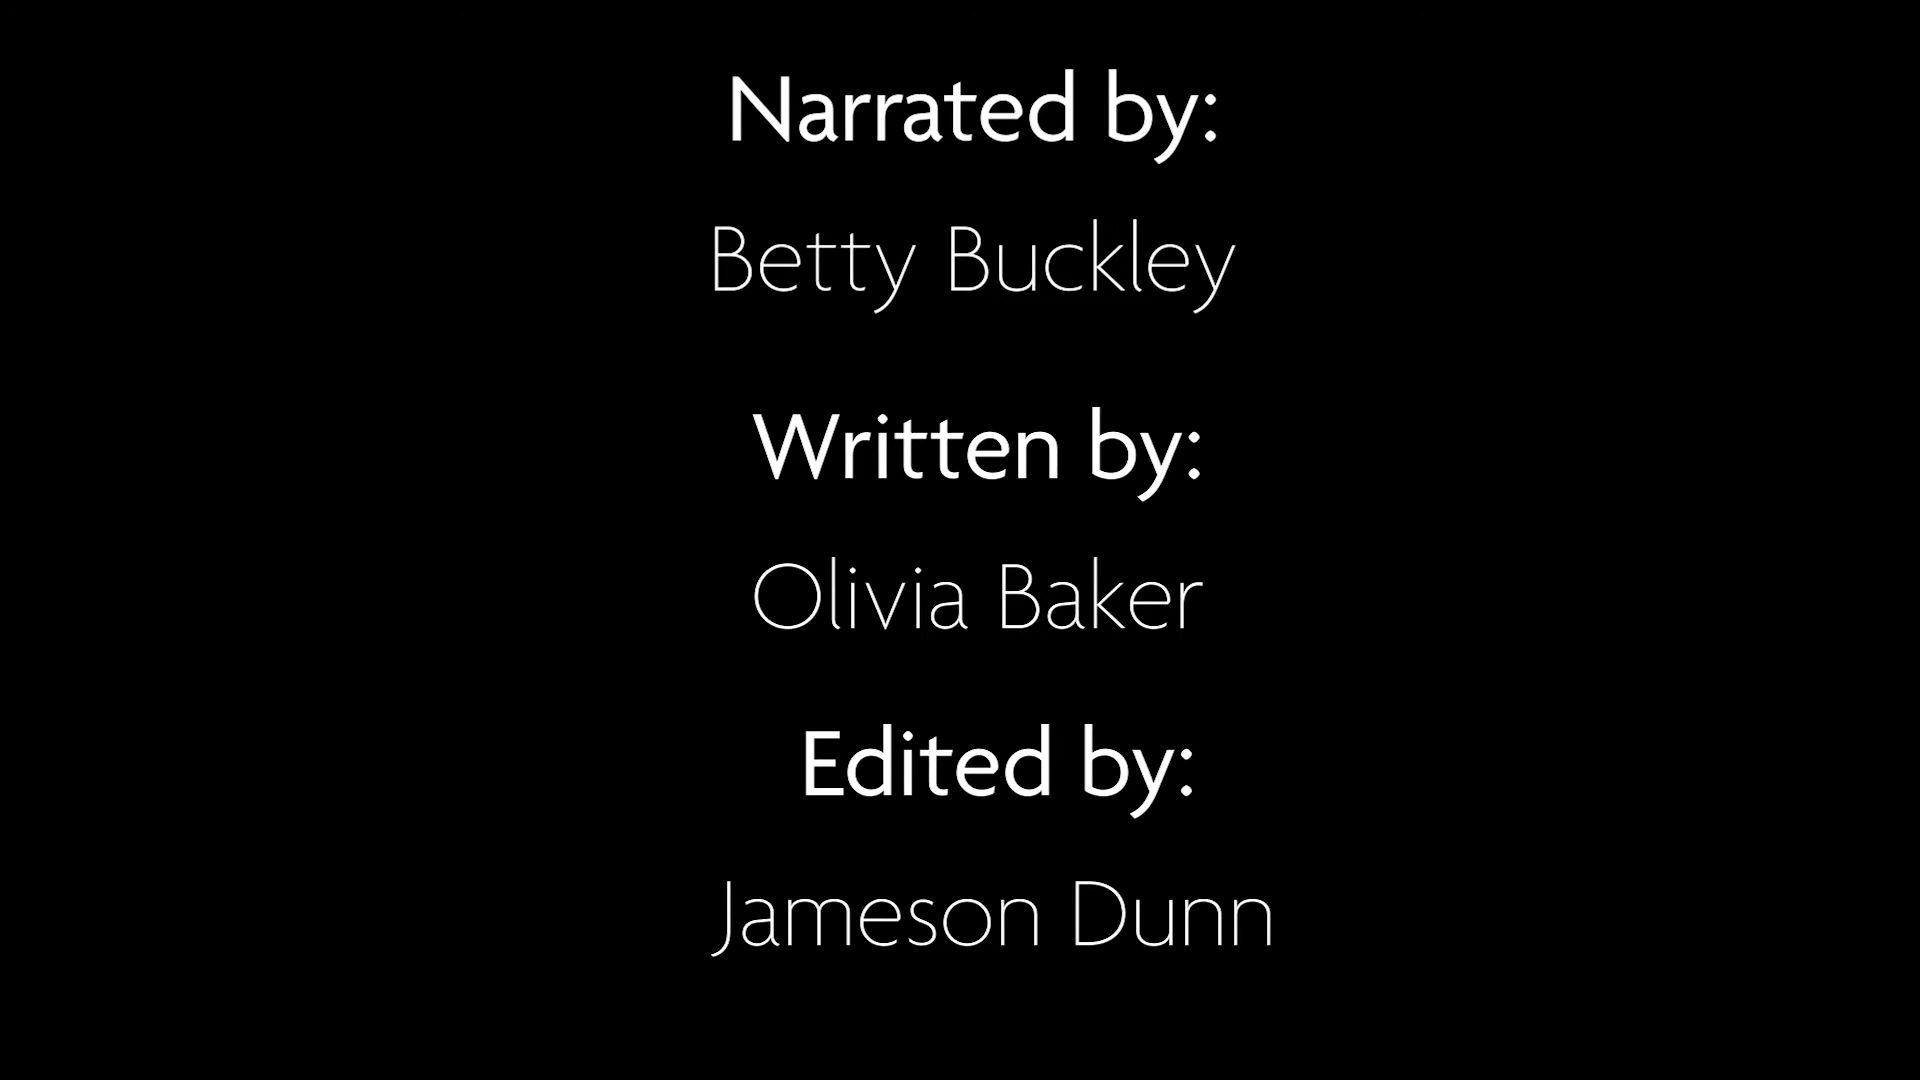 Narrated by:
Betty Buckley
Written by:
Olivia Baker
Edited by:
Jameson Dunn